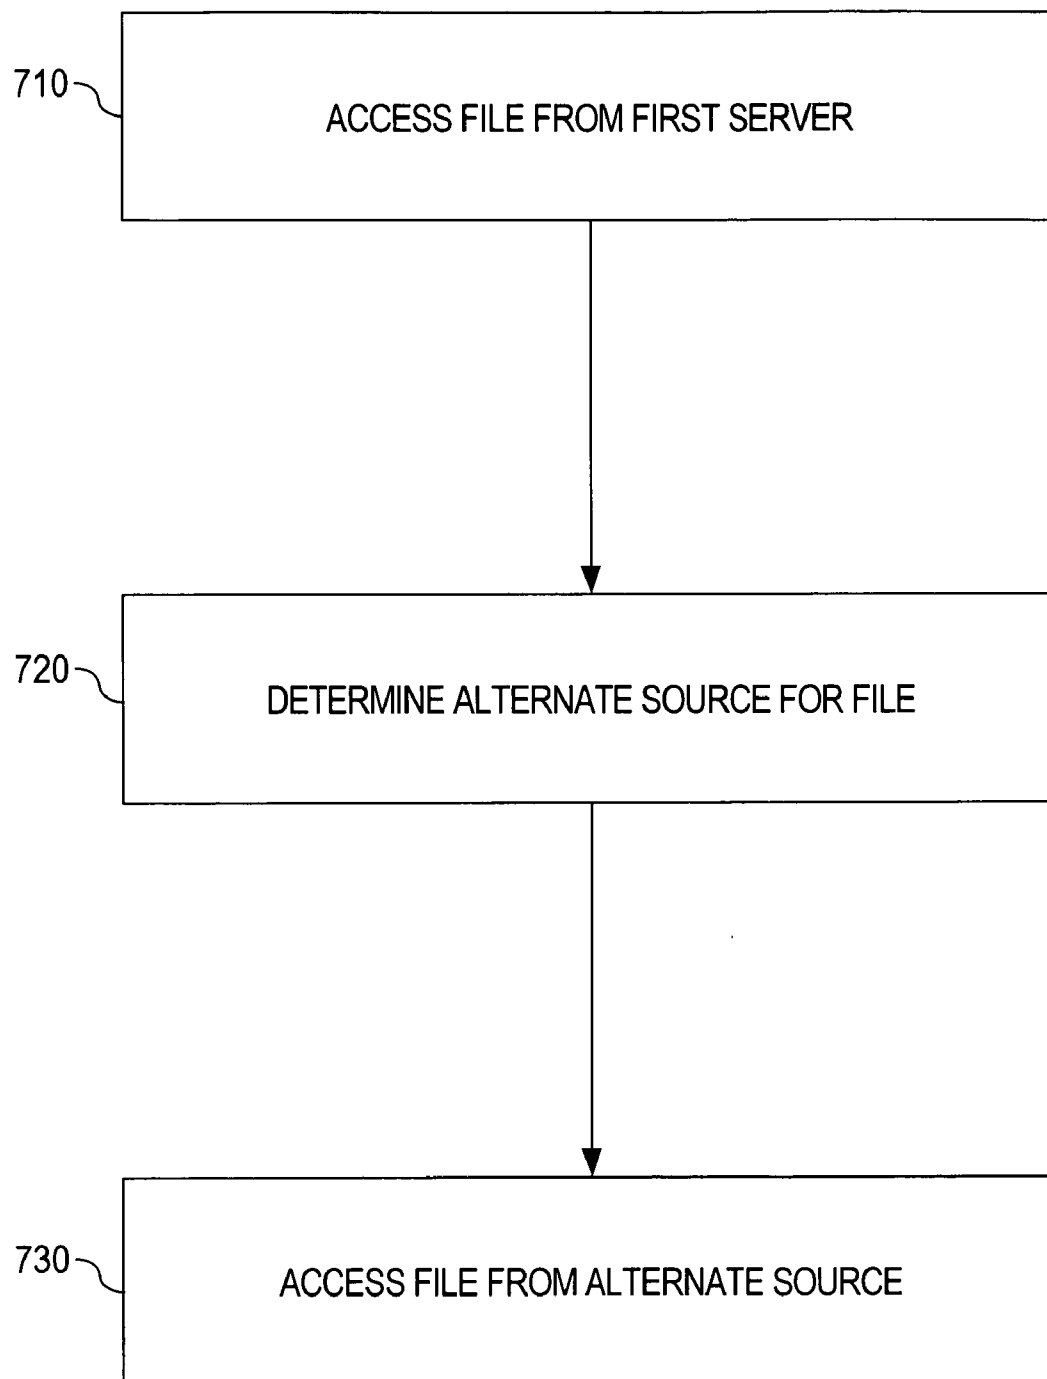 710
ACCESS FILE FROM FIRST SERVER
720
DETERMINE ALTERNATE SOURCE FOR FILE
730
ACCESS FILE FROM ALTERNATE SOURCE